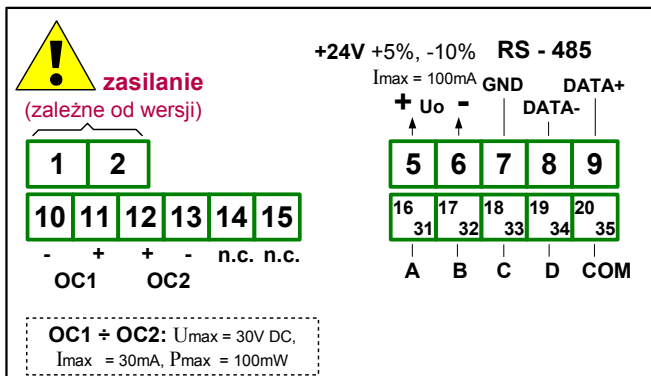 zasilanie
(zależne od wersji)
+24V +5%, -10% RS - 485
Imax = 100mA
GND
DATA+
+ Uo -
DATA-
1 2
5 6 7 8 9
10 11 12 13 14 15
16 17 18 19 20
31 32 33 34 35
- + + - n.c. n.c.
OC1 OC2
A B C D COM
OC1 ÷ OC2: Umax = 30V DC,
Imax = 30mA, Pmax = 100mW